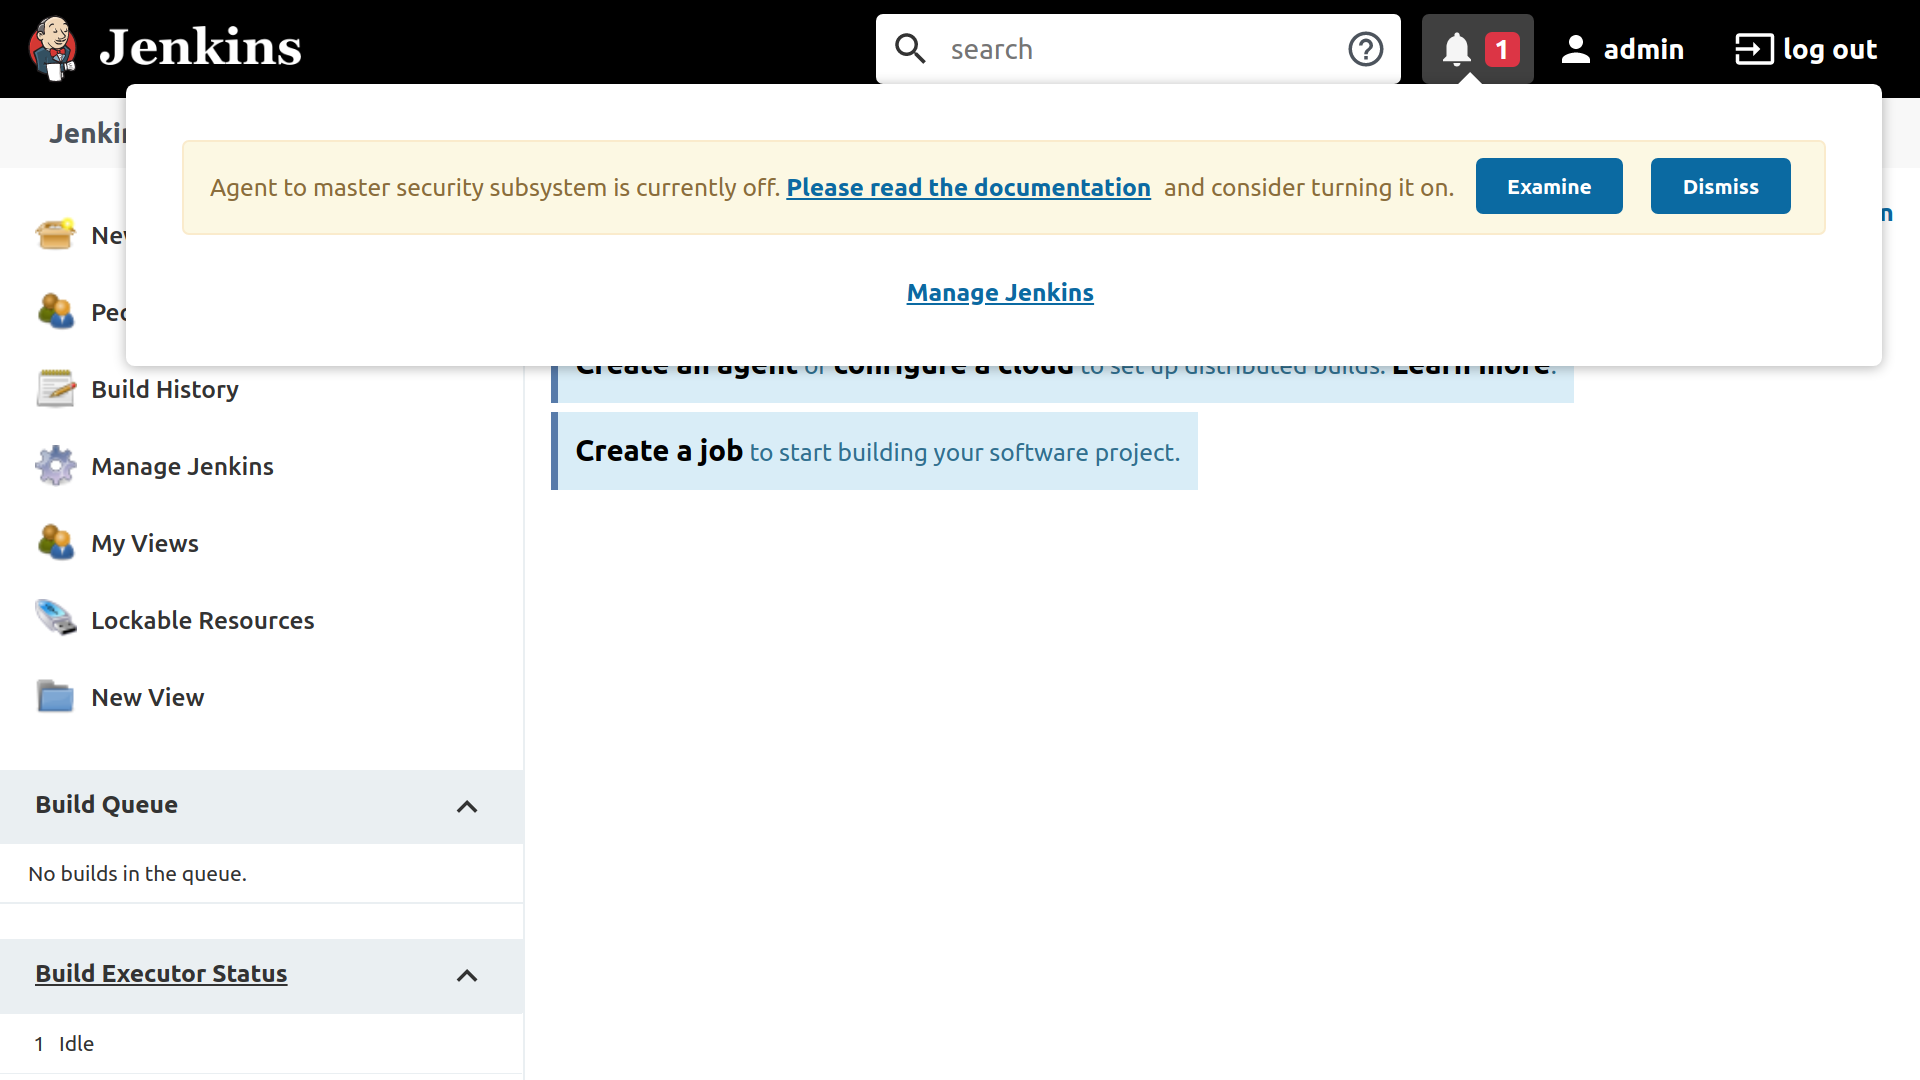 Jenkins
search
1
admin
log out
Agent to master security subsystem is currently off. Please read the documentation and consider turning it on.
Examine
Dismiss
Manage Jenkins
Create an agent or configure a cloud to set up distributed builds. Learn more.
Create a job to start building your software project.
Build History
Manage Jenkins
My Views
Lockable Resources
New View
Build Queue
No builds in the queue.
Build Executor Status
1 Idle